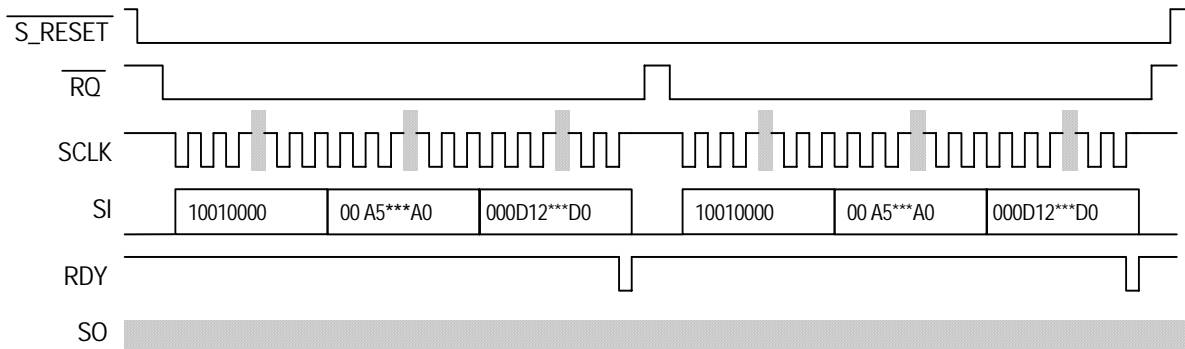 S_RESET
RQ
SCLK
SI 10010000 00 A5***A0 000D12***D0 10010000 00 A5***A0 000D12***D0
RDY
SO